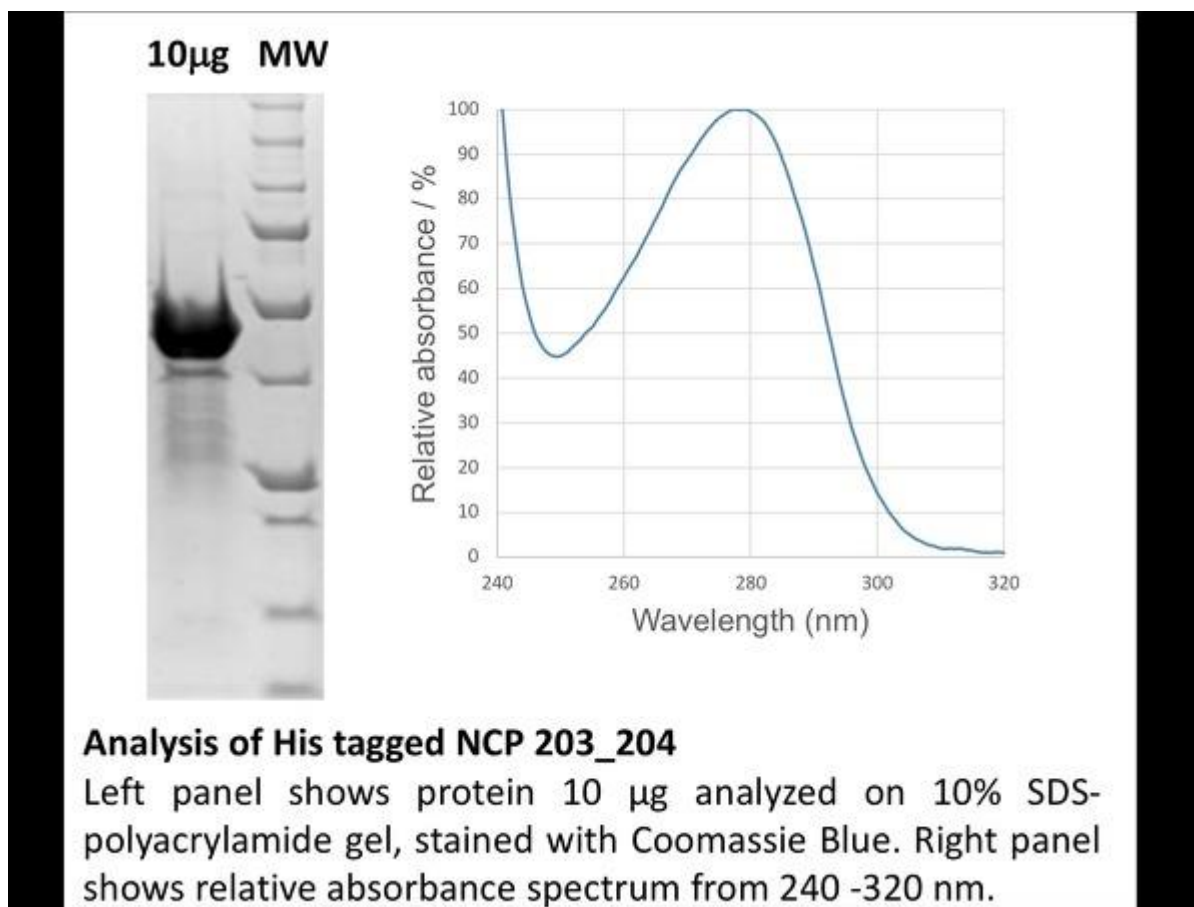 10µg MW
100
90
80
70
60
50
40
30
20
10
0
Relative absorbance / %
240 260 280 300 320
Wavelength (nm)
Analysis of His tagged NCP 203_204
Left panel shows protein 10 µg analyzed on 10% SDS-
polyacrylamide gel, stained with Coomassie Blue. Right panel
shows relative absorbance spectrum from 240 -320 nm.